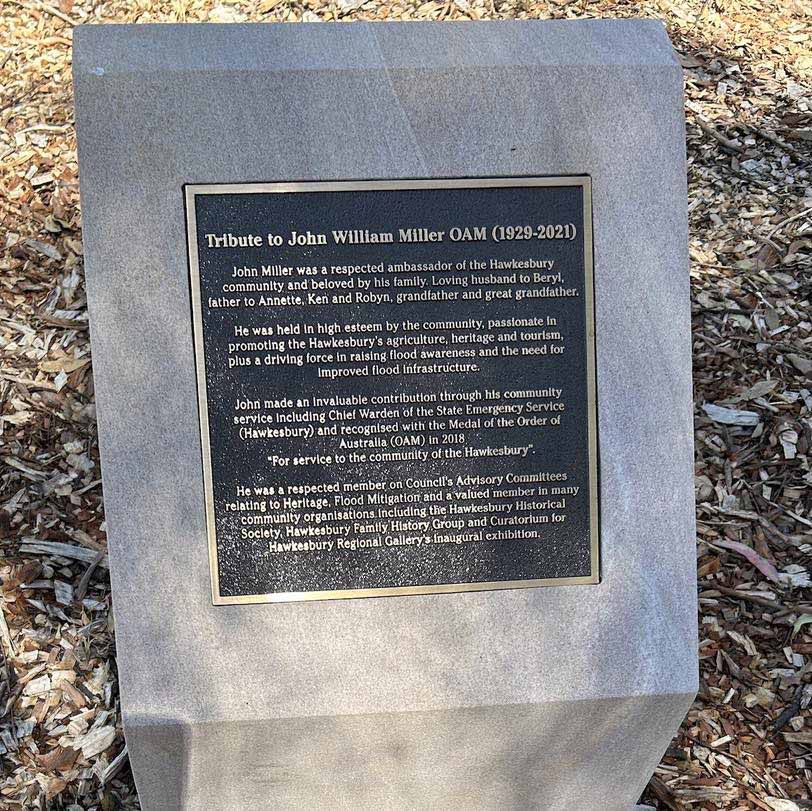 Tribute to John William Miller OAM (1929-2021)
John Miller was a respected ambassador of the Hawkesbury
community and beloved by his family. Loving husband to Beryl,
father to Annette, Ken and Robyn, grandfather and great grandfather.
He was held in high esteem by the community, passionate in
promoting the Hawkesbury's agriculture, heritage and tourism,
plus a driving force in raising flood awareness and the need for
improved flood infrastructure.
John made an invaluable contribution through his community
service including Chief Warden of the State Emergency Service
(Hawkesbury) and recognised with the Medal of the Order of
Australia (OAM) in 2018
"For service to the community of the Hawkesbury".
He was a respected member on Council's Advisory Committees
relating to Heritage, Flood Mitigation and a valued member in many
community organisations including the Hawkesbury Historical
Society, Hawkesbury Family History Group and Curatorium for
Hawkesbury Regional Gallery's inaugural exhibition.